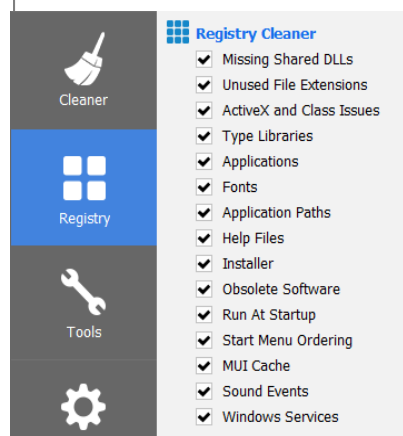 Cleaner
Registry
Tools
Registry Cleaner
Missing Shared DLLs
Unused File Extensions
ActiveX and Class Issues
Type Libraries
Applications
Fonts
Application Paths
Help Files
Installer
Obsolete Software
Run At Startup
Start Menu Ordering
MUI Cache
Sound Events
Windows Services